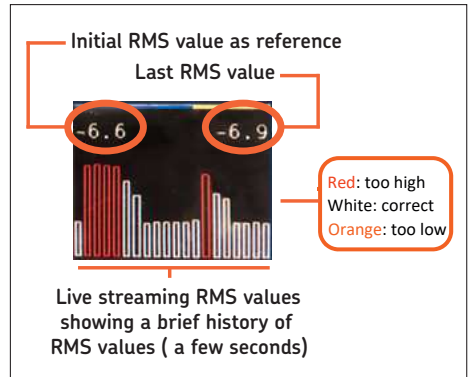 Initial RMS value as reference
Last RMS value
-6.6 -6.9
Red: too high
White: correct
Orange: too low
Live streaming RMS values
showing a brief history of
RMS values ( a few seconds)